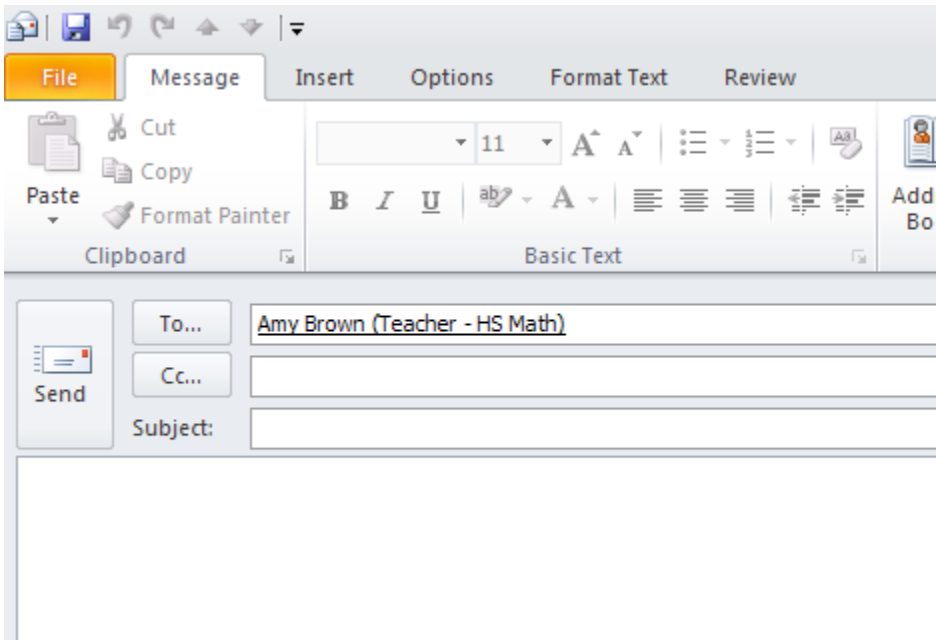 File Message Insert Options Format Text Review
Cut
Copy
Paste
Format Painter
Clipboard
11
B I U
Basic Text
Add
Bo
To... Amy Brown (Teacher - HS Math)
Cc...
Send
Subject: